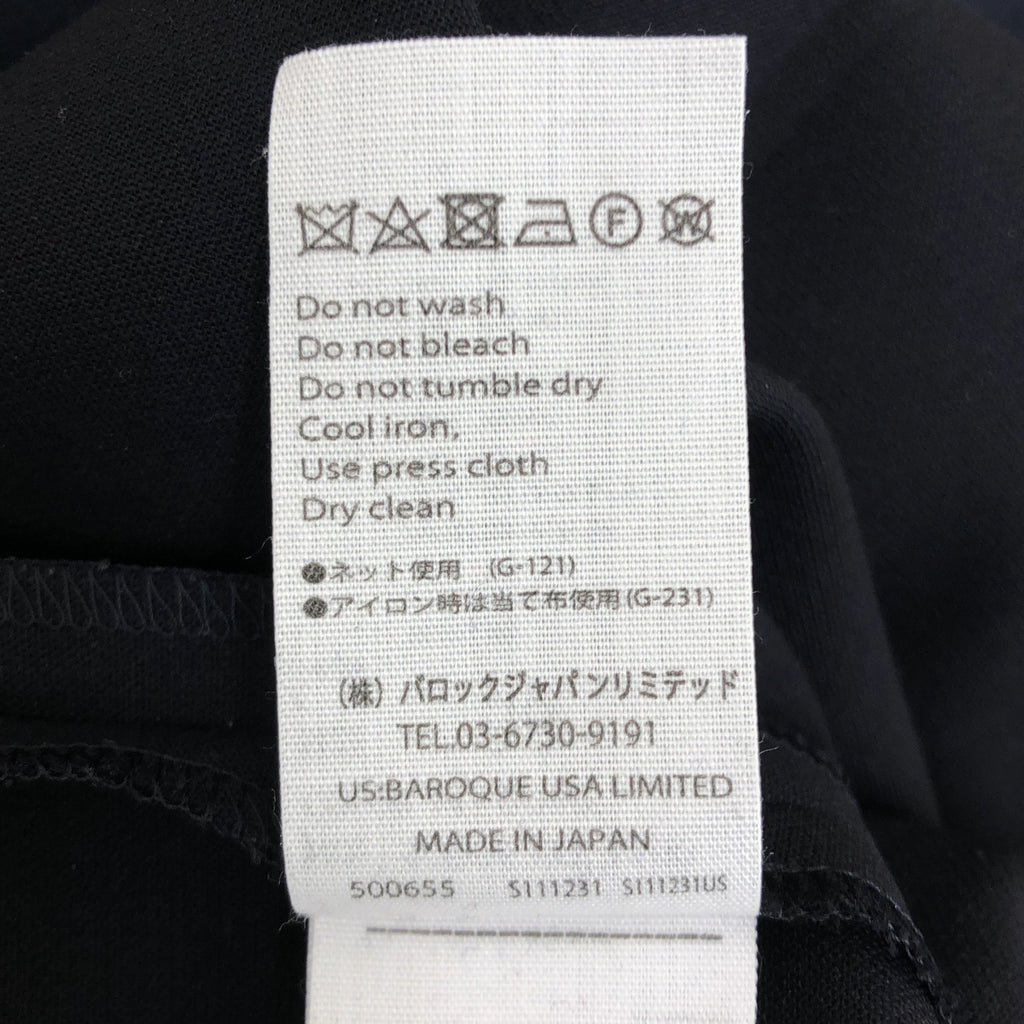 F W
Do not wash
Do not bleach
Do not tumble dry
Cool iron,
Use press cloth
Dry clean
●ネット使用 (G-121)
●アイロン時は当て布使用(G-231)
(株) バロックジャパンリミテッド
TEL.03-6730-9191
US:BAROQUE USA LIMITED
MADE IN JAPAN
500655 S111231 S111231US